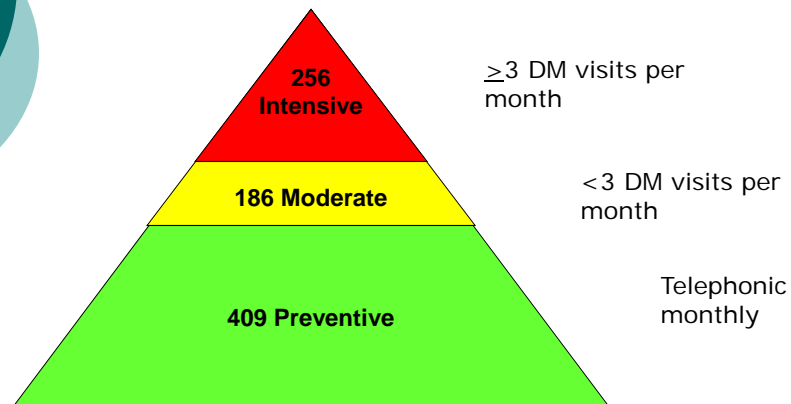 256
Intensive
≥3 DM visits per
month
186 Moderate
<3 DM visits per
month
409 Preventive
Telephonic
monthly